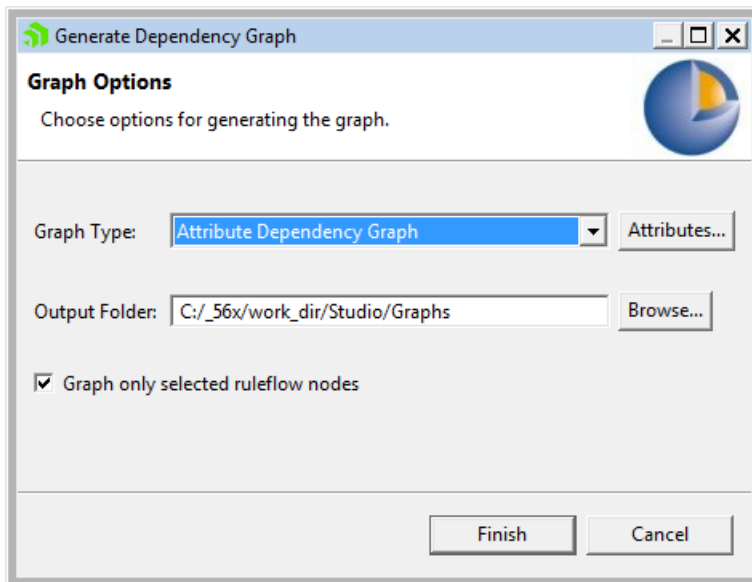 Generate Dependency Graph
Graph Options
Choose options for generating the graph.
Graph Type: Attribute Dependency Graph Attributes...
Output Folder: C:/_56x/work_dir/Studio/Graphs Browse...
Graph only selected ruleflow nodes
Finish Cancel